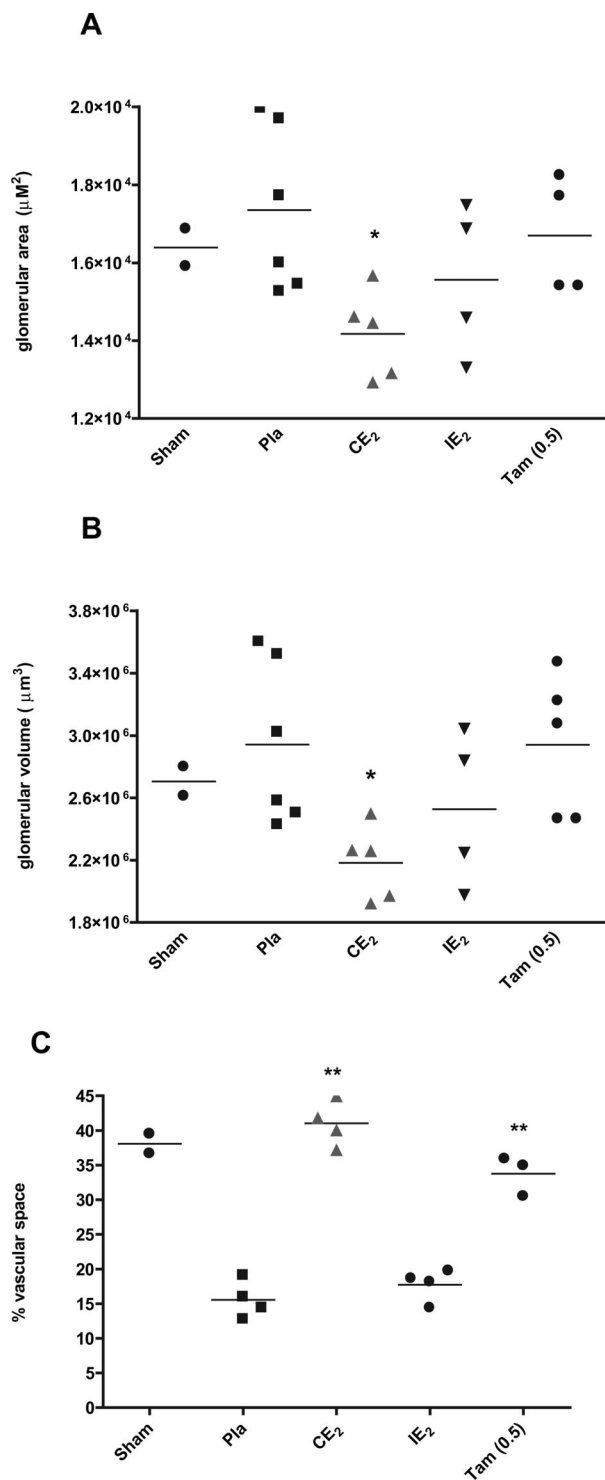 A
glomerular area (μM²)
2.0×10⁴
1.8×10⁴
1.6×10⁴
1.4×10⁴
1.2×10⁴
*
Sham
Pla
CE₂
IE₂
Tam (0.5)
B
glomerular volume ( μm³)
3.8×10⁶
3.4×10⁶
3.0×10⁶
2.6×10⁶
2.2×10⁶
1.8×10⁶
*
Sham
Pla
CE₂
IE₂
Tam (0.5)
C
% vascular space
45
40
35
30
25
20
15
10
5
0
**
**
Sham
Pla
CE₂
IE₂
Tam (0.5)